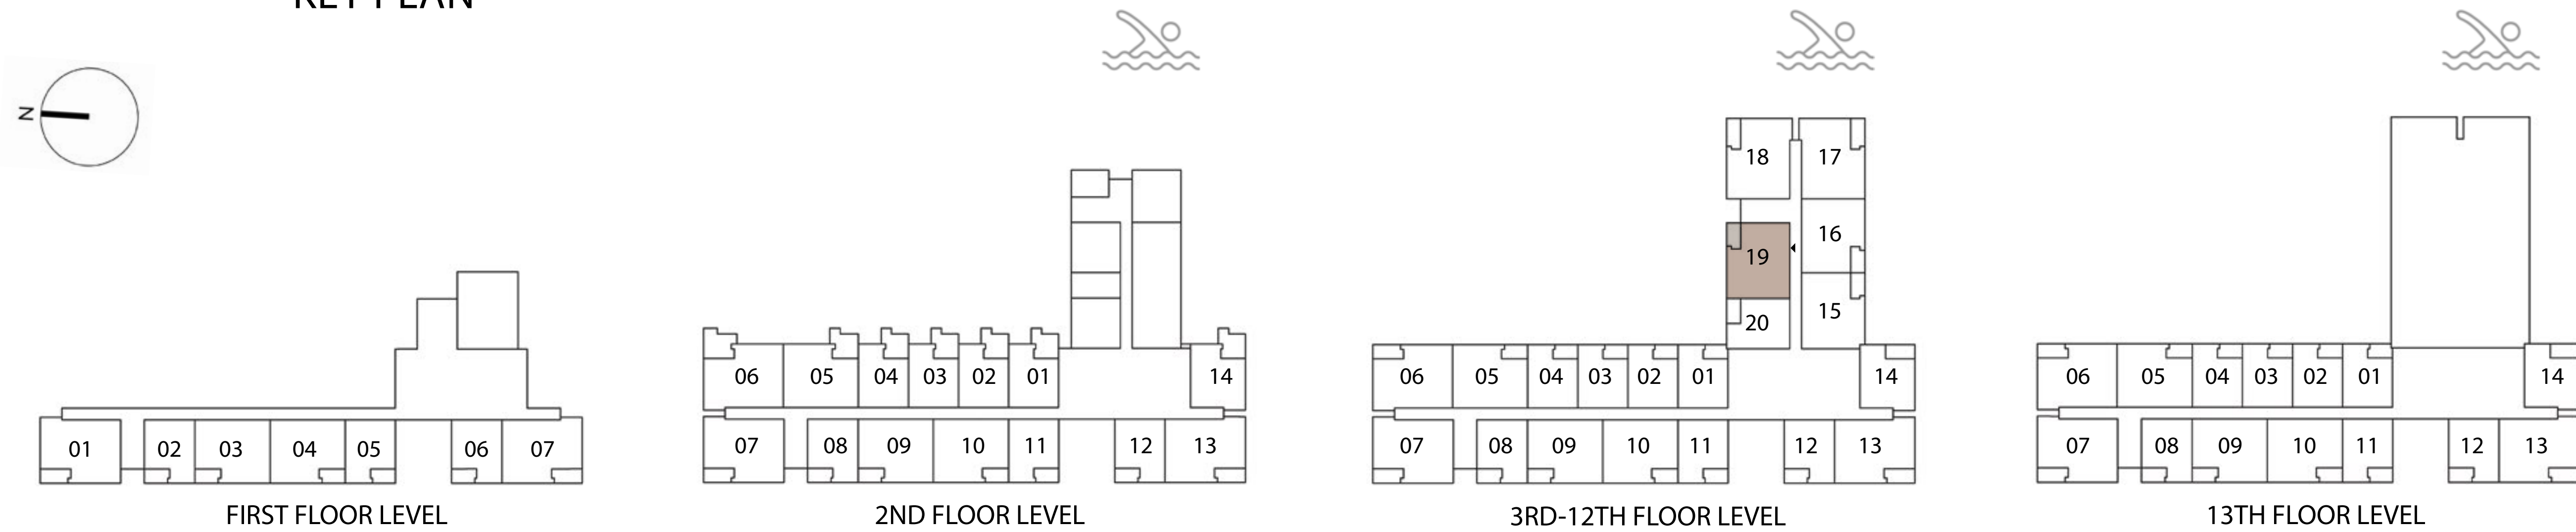 KEY PLAN
N
01 02 03 04 05 06 07
FIRST FLOOR LEVEL
06 05 04 03 02 01 14
07 08 09 10 11 12 13
2ND FLOOR LEVEL
18 17
16
19
15
20
06 05 04 03 02 01 14
07 08 09 10 11 12 13
3RD-12TH FLOOR LEVEL
06 05 04 03 02 01 14
07 08 09 10 11 12 13
13TH FLOOR LEVEL